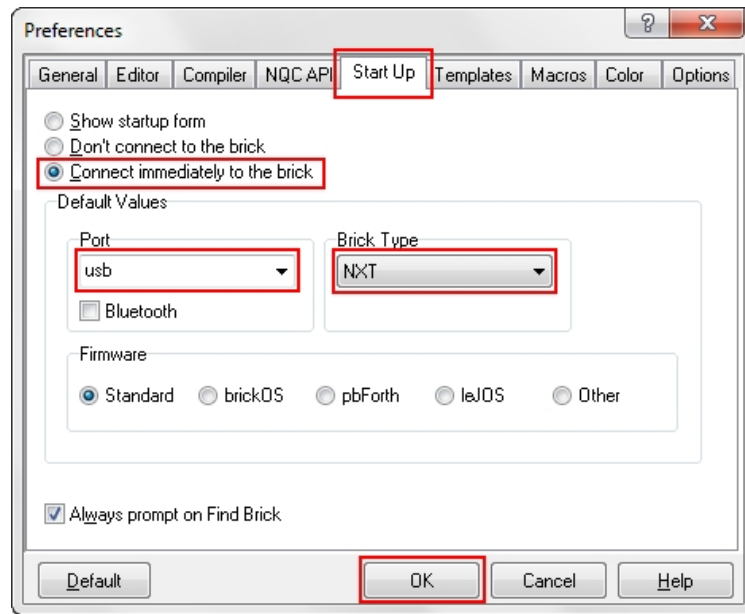 Preferences
General Editor Compiler NQC API Start Up Templates Macros Color Options
Show startup form
Don't connect to the brick
Connect immediately to the brick
Default Values
Port Brick Type
usb NXT
Bluetooth
Firmware
Standard brickOS pbForth leJOS Other
Always prompt on Find Brick
Default OK Cancel Help